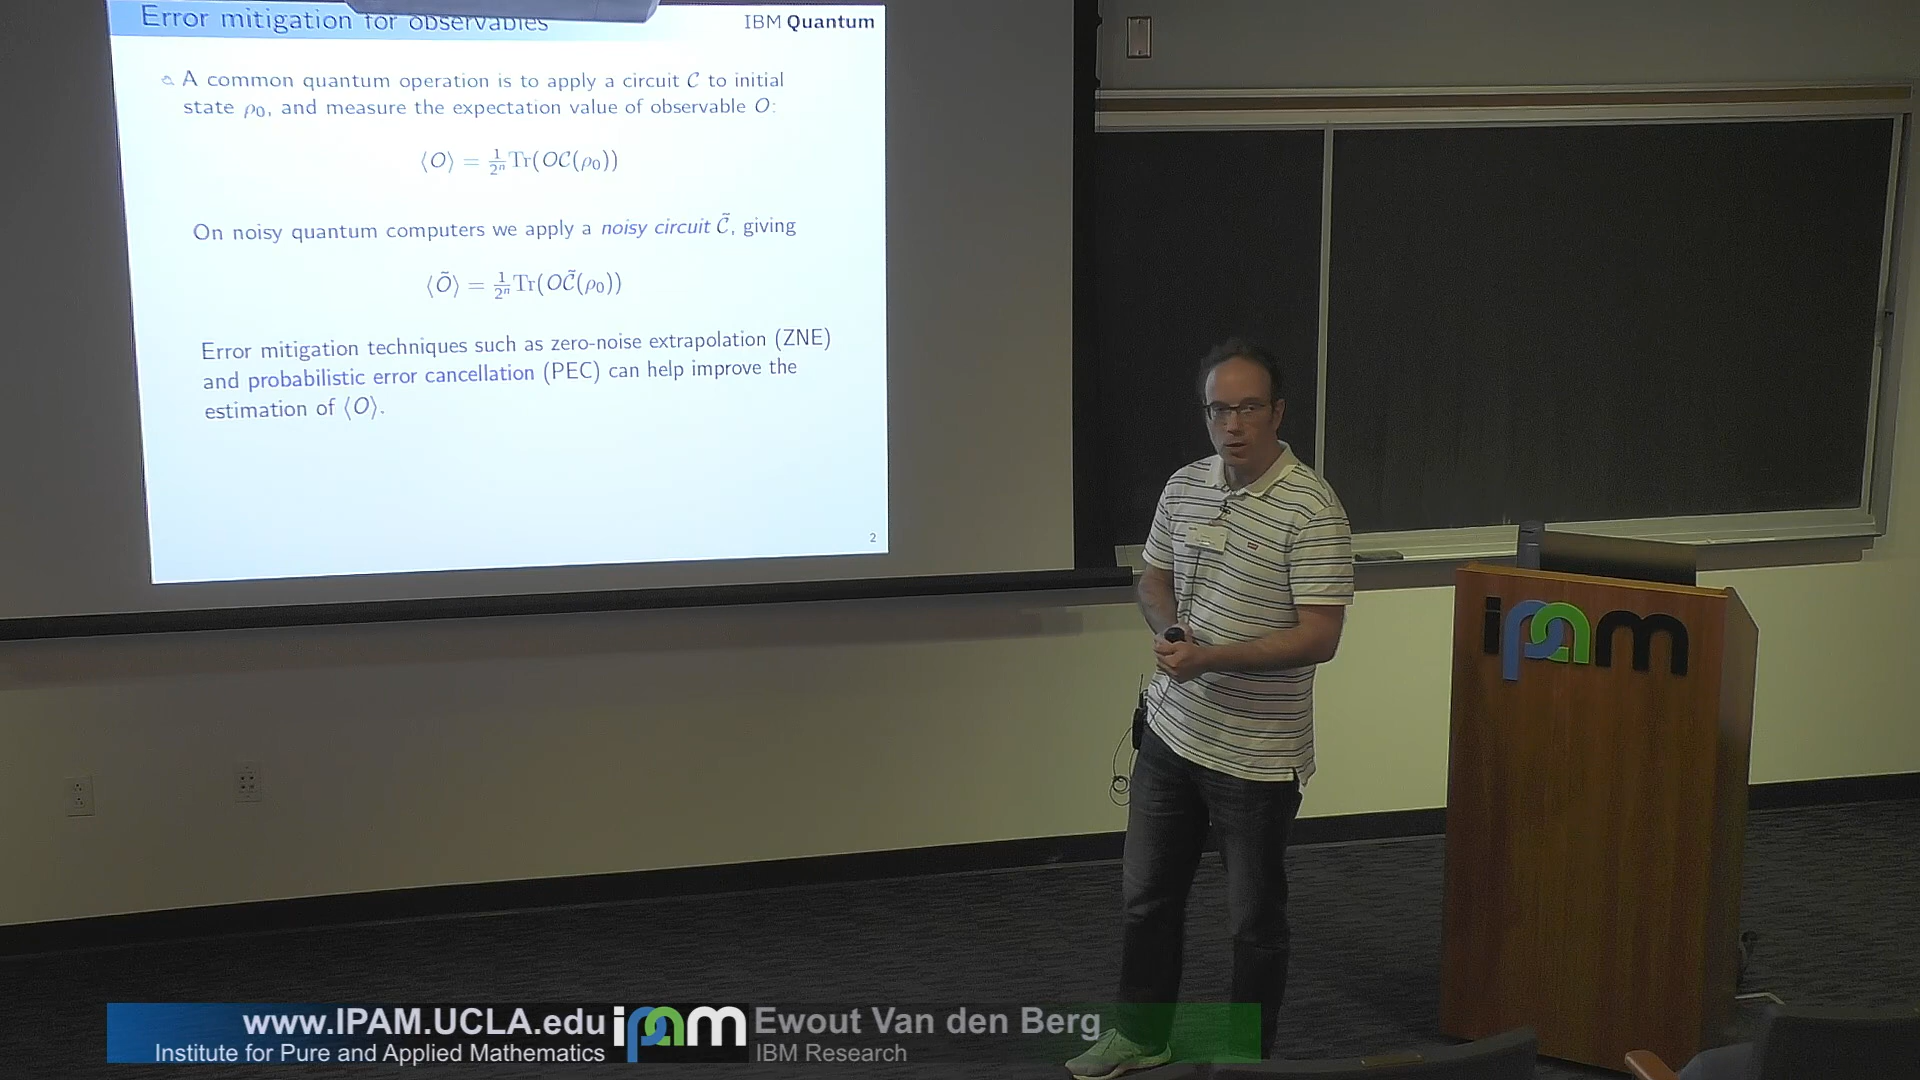 Error mitigation for observables
IBM Quantum
A common quantum operation is to apply a circuit C to initial
state ρ₀, and measure the expectation value of observable O:
⟨O⟩ = 1/2ⁿ Tr(OC(ρ₀))
On noisy quantum computers we apply a noisy circuit C̃, giving
⟨Õ⟩ = 1/2ⁿ Tr(OC̃(ρ₀))
Error mitigation techniques such as zero-noise extrapolation (ZNE)
and probabilistic error cancellation (PEC) can help improve the
estimation of ⟨O⟩.
2
ipam
www.IPAM.UCLA.edu
Institute for Pure and Applied Mathematics
ipam
Ewout Van den Berg
IBM Research